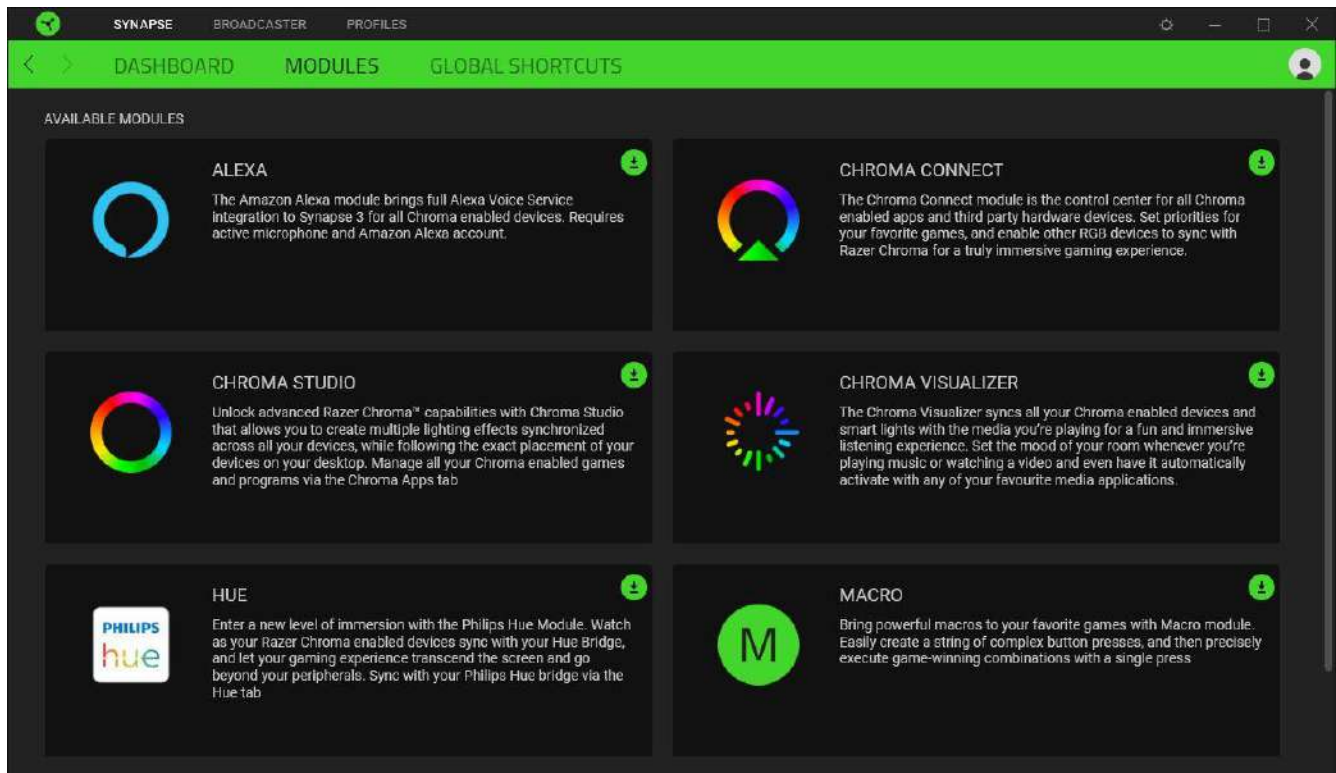 SYNAPSE BROADCASTER PROFILES
DASHBOARD MODULES GLOBAL SHORTCUTS
AVAILABLE MODULES
ALEXA
The Amazon Alexa module brings full Alexa Voice Service
integration to Synapse 3 for all Chroma enabled devices. Requires
active microphone and Amazon Alexa account.
CHROMA CONNECT
The Chroma Connect module is the control center for all Chroma
enabled apps and third party hardware devices. Set priorities for
your favorite games, and enable other RGB devices to sync with
Razer Chroma for a truly immersive gaming experience.
CHROMA STUDIO
Unlock advanced Razer Chroma™ capabilities with Chroma Studio
that allows you to create multiple lighting effects synchronized
across all your devices, while following the exact placement of your
devices on your desktop. Manage all your Chroma enabled games
and programs via the Chroma Apps tab
CHROMA VISUALIZER
The Chroma Visualizer syncs all your Chroma enabled devices and
smart lights with the media you're playing for a fun and immersive
listening experience. Set the mood of your room whenever you're
playing music or watching a video and even have it automatically
activate with any of your favourite media applications.
PHILIPS
hue
HUE
Enter a new level of immersion with the Philips Hue Module. Watch
as your Razer Chroma enabled devices sync with your Hue Bridge,
and let your gaming experience transcend the screen and go
beyond your peripherals. Sync with your Philips Hue bridge via the
Hue tab
M
MACRO
Bring powerful macros to your favorite games with Macro module.
Easily create a string of complex button presses, and then precisely
execute game-winning combinations with a single press